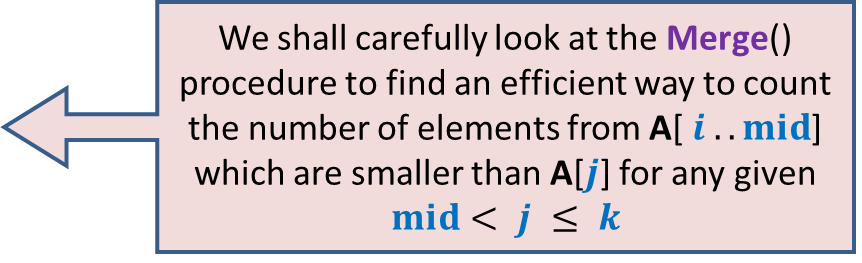 We shall carefully look at the Merge()
procedure to find an efficient way to count
the number of elements from A[ i . . mid]
which are smaller than A[j] for any given
mid < j ≤ k